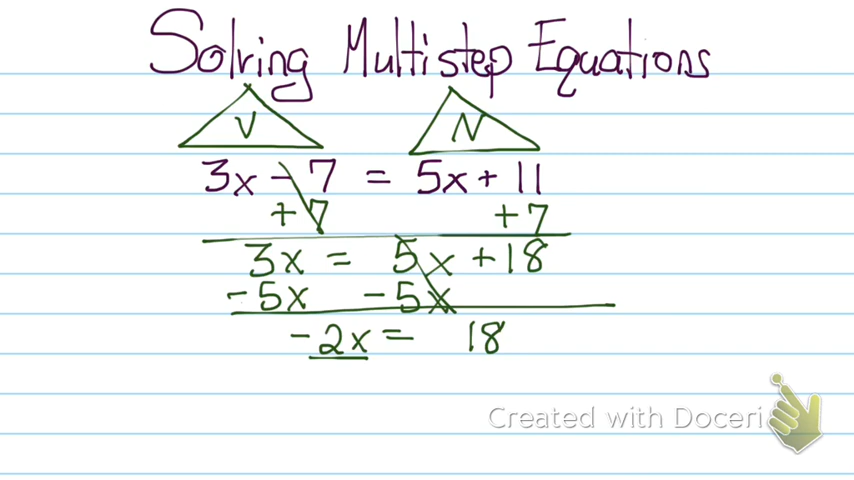 Solving Multistep Equations
V N
3x - 7 = 5x + 11
+ 7 + 7
3x = 5x + 18
- 5x - 5x
- 2x = 18
Created with Doceri